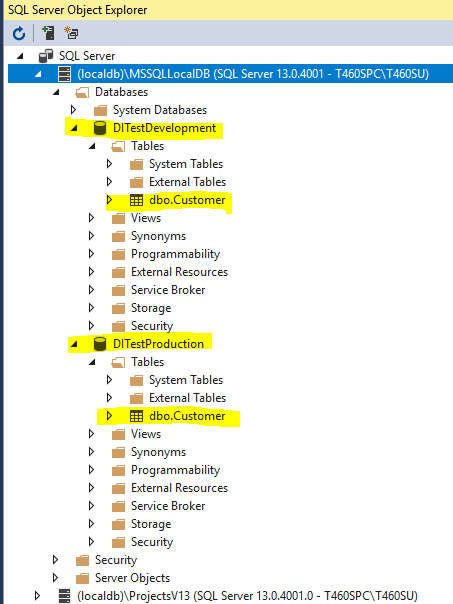 SQL Server Object Explorer
SQL Server
(localdb)\MSSQLLocalDB (SQL Server 13.0.4001 - T460SPC\T460SU)
Databases
System Databases
DITestDevelopment
Tables
System Tables
External Tables
dbo.Customer
Views
Synonyms
Programmability
External Resources
Service Broker
Storage
Security
DITestProduction
Tables
System Tables
External Tables
dbo.Customer
Views
Synonyms
Programmability
External Resources
Service Broker
Storage
Security
Security
Server Objects
(localdb)\ProjectsV13 (SQL Server 13.0.4001.0 - T460SPC\T460SU)